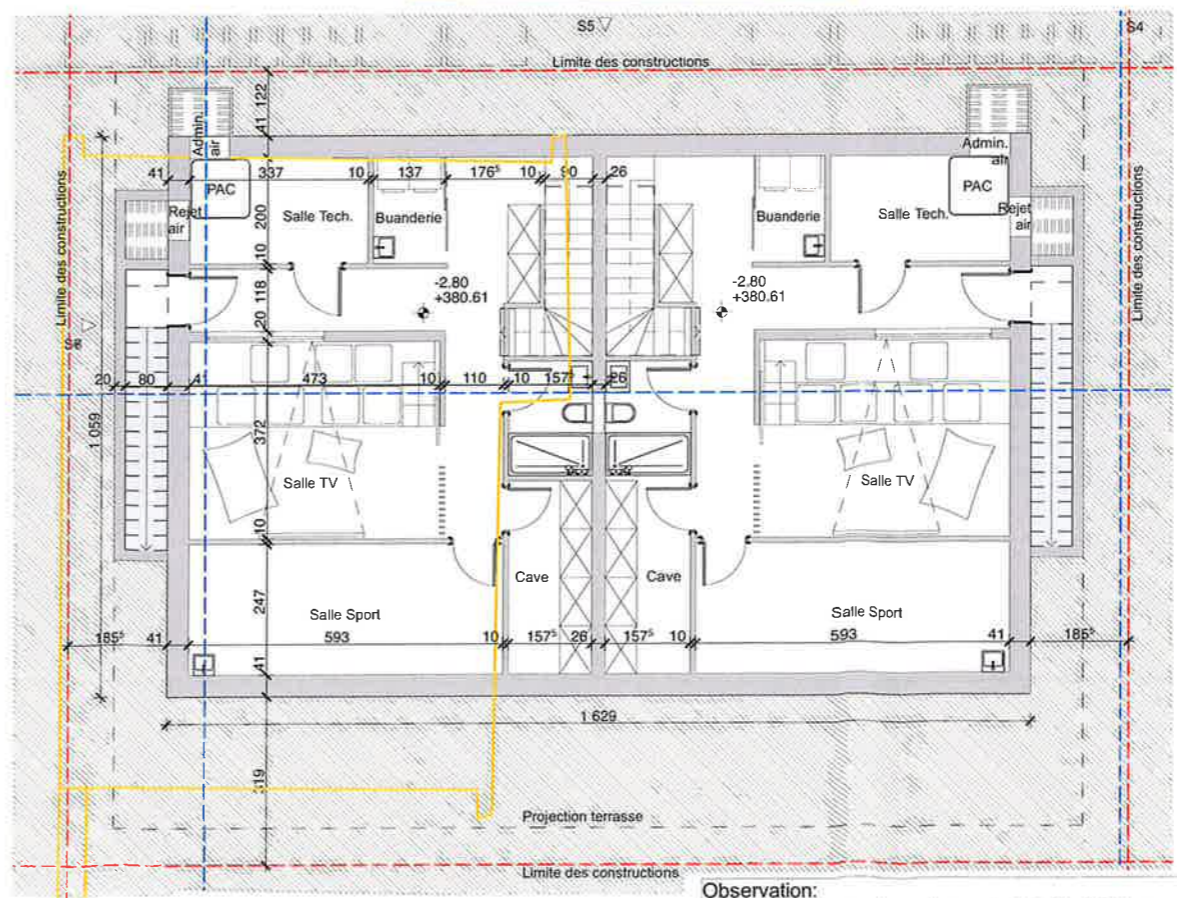 S5
S4
Limite des constructions
122
41
Admin. air
Admin. air
41
337
10
137
176⁵
10
90
26
PAC
PAC
Salle Tech.
Buanderie
Buanderie
Salle Tech.
Rejet air
Rejet air
200
10
Limite des constructions
Limite des constructions
-2.80
+380.61
-2.80
+380.61
118
20
20
80
41
473
10
110
10
157⁵
26
1 059
372
Salle TV
Salle TV
10
Cave
Cave
247
Salle Sport
Salle Sport
185⁵
41
593
10
157⁵
26
157⁵
10
593
41
185⁵
41
1 629
319
Projection terrasse
Limite des constructions
Observation: